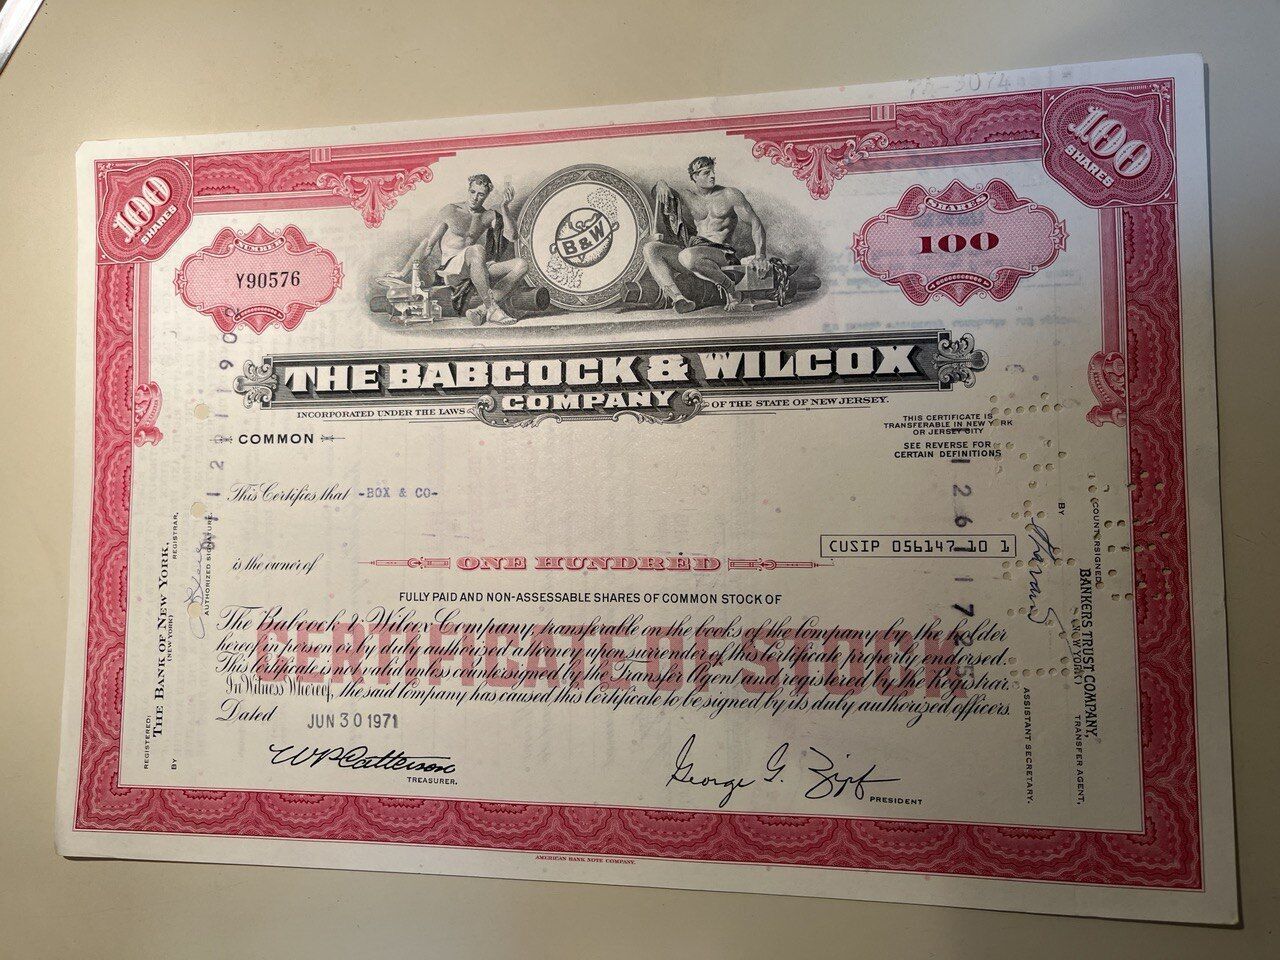 100
SHARES
NUMBER
Y90576
B & W
SHARES
100
100
SHARES
THE BABCOCK & WILCOX
COMPANY
INCORPORATED UNDER THE LAWS OF THE STATE OF NEW JERSEY.
COMMON
THIS CERTIFICATE IS
TRANSFERABLE IN NEW YORK
OR JERSEY CITY
SEE REVERSE FOR
CERTAIN DEFINITIONS
This Certifies that -BOX & CO-
CUSIP 056147 10 1
is the owner of ONE HUNDRED
FULLY PAID AND NON-ASSESSABLE SHARES OF COMMON STOCK OF
CERTIFICATE OF STOCK
The Babcock & Wilcox Company, transferable on the books of the Company by the holder
hereof in person or by duly authorized attorney upon surrender of this certificate properly endorsed.
This certificate is not valid unless countersigned by the Transfer Agent and registered by the Registrar.
In Witness Whereof, the said Company has caused this certificate to be signed by its duly authorized officers.
Dated JUN 30 1971
W P Patterson
TREASURER.
George G. Zipf
PRESIDENT
REGISTERED:
THE BANK OF NEW YORK,
(NEW YORK)
REGISTRAR,
BY
AUTHORIZED SIGNATURE.
COUNTERSIGNED:
BANKERS TRUST COMPANY,
(NEW YORK)
TRANSFER AGENT,
BY
ASSISTANT SECRETARY.
AMERICAN BANK NOTE COMPANY.